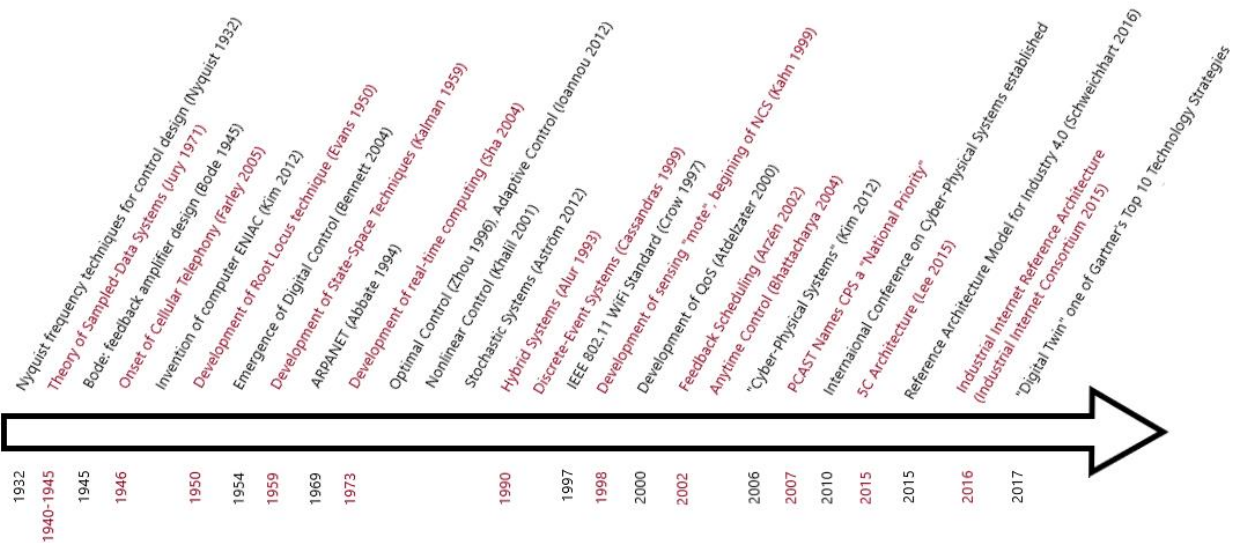 Nyquist frequency techniques for control design (Nyquist 1932)
Theory of Sampled-Data Systems (Jury 1971)
Bode: feedback amplifier design (Bode 1945)
Onset of Cellular Telephony (Farley 2005)
Invention of computer ENIAC (Kim 2012)
Development of Root Locus technique (Evans 1950)
Emergence of Digital Control (Bennett 2004)
Development of State-Space Techniques (Kalman 1959)
ARPANET (Abbate 1994)
Development of real-time computing (Sha 2004)
Optimal Control (Zhou 1996), Adaptive Control (Ioannou 2012)
Nonlinear Control (Khalil 2001)
Stochastic Systems (Aström 2012)
Hybrid Systems (Alur 1993)
Discrete-Event Systems (Cassandras 1999)
IEEE 802.11 WiFi Standard (Crow 1997)
Development of sensing "mote", begining of NCS (Kahn 1999)
Development of QoS (Atdelzater 2000)
Feedback Scheduling (Arzén 2002)
Anytime Control (Bhattacharya 2004)
"Cyber-Physical Systems" (Kim 2012)
PCAST Names CPS a "National Priority"
Internaional Conference on Cyber-Physical Systems established
5C Architecture (Lee 2015)
Reference Architecture Model for Industry 4.0 (Schweichhart 2016)
Industrial Internet Reference Architecture
(Industrial Internet Consortium 2015)
"Digital Twin" one of Gartner's Top 10 Technology Strategies
1932
1940-1945
1945
1946
1950
1954
1959
1969
1973
1990
1997
1998
2000
2002
2006
2007
2010
2015
2015
2016
2017